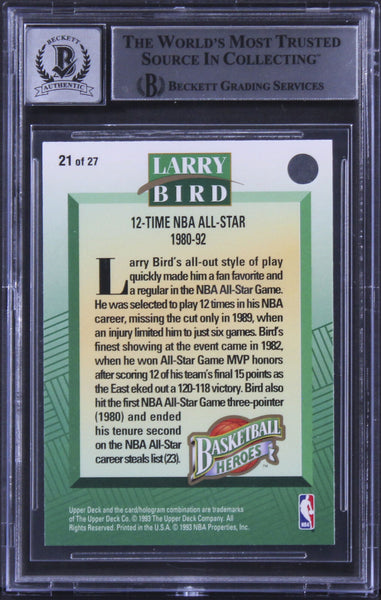 BECKETT
AUTHENTIC
THE WORLD'S MOST TRUSTED
SOURCE IN COLLECTING™
BECKETT GRADING SERVICES
21 of 27
LARRY
BIRD
12-TIME NBA ALL-STAR
1980-92
Larry Bird's all-out style of play
quickly made him a fan favorite and
a regular in the NBA All-Star Game.
He was selected to play 12 times in his NBA
career, missing the cut only in 1989, when
an injury limited him to just six games. Bird's
finest showing at the event came in 1982,
when he won All-Star Game MVP honors
after scoring 12 of his team's final 15 points as
the East eked out a 120-118 victory. Bird also
hit the first NBA All-Star Game three-pointer
(1980) and ended
his tenure second
on the NBA All-Star
career steals list (23).
BASKETBALL
HEROES™
Upper Deck and the card/hologram combination are trademarks
of The Upper Deck Co. © 1993 The Upper Deck Company. All
Rights Reserved. Printed in the U.S.A. © 1993 NBA Properties, Inc.
NBA